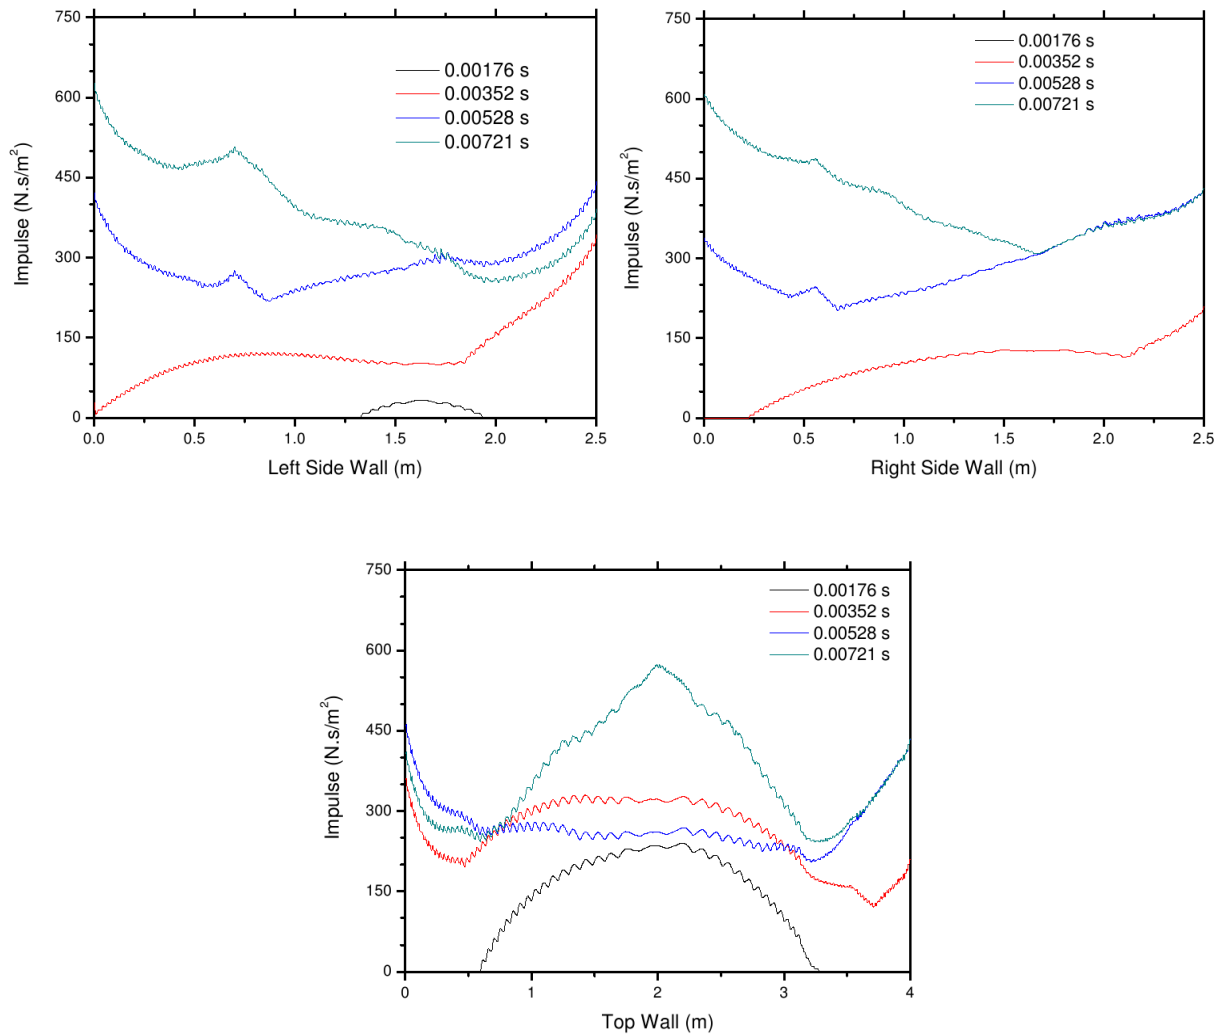 750
600
450
300
150
0
Impulse (N.s/m²)
0.00176 s
0.00352 s
0.00528 s
0.00721 s
0.0 0.5 1.0 1.5 2.0 2.5
Left Side Wall (m)
750
600
450
300
150
0
Impulse (N.s/m²)
0.00176 s
0.00352 s
0.00528 s
0.00721 s
0.0 0.5 1.0 1.5 2.0 2.5
Right Side Wall (m)
750
600
450
300
150
0
Impulse (N.s/m²)
0.00176 s
0.00352 s
0.00528 s
0.00721 s
0 1 2 3 4
Top Wall (m)